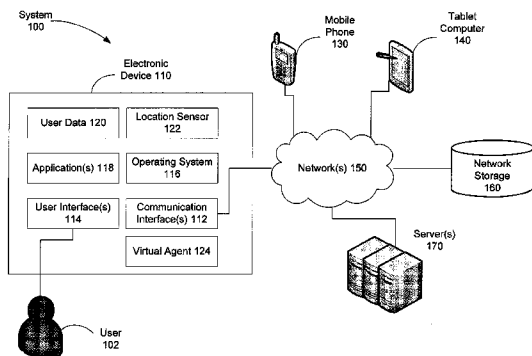 System
100
Mobile
Phone
130
Tablet
Computer
140
Electronic
Device 110
User Data 120
Location Sensor
122
Application(s) 118
Operating System
116
User Interface(s)
114
Communication
Interface(s) 112
Virtual Agent 124
Network(s) 150
Network
Storage
160
Server(s)
170
User
102